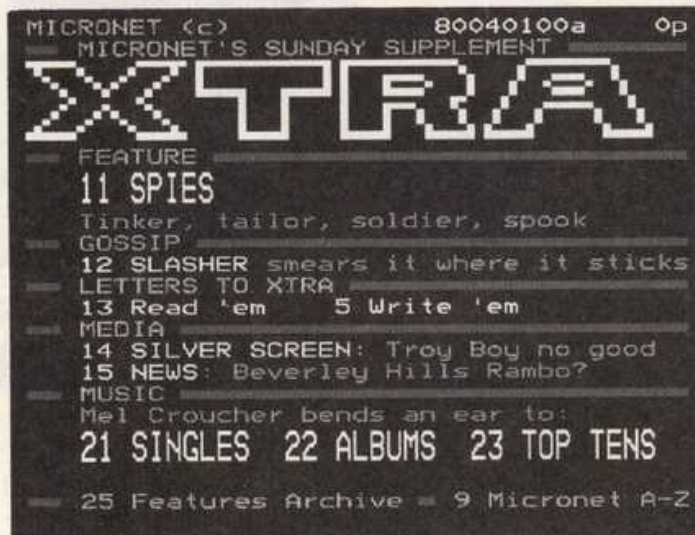 MICRONET (c) 80040100a 0p
MICRONET'S SUNDAY SUPPLEMENT
XTRA
FEATURE
11 SPIES
Tinker, tailor, soldier, spook
GOSSIP
12 SLASHER smears it where it sticks
LETTERS TO XTRA
13 Read 'em 5 Write 'em
MEDIA
14 SILVER SCREEN: Troy Boy no good
15 NEWS: Beverley Hills Rambo?
MUSIC
Mel Croucher bends an ear to:
21 SINGLES 22 ALBUMS 23 TOP TENS
25 Features Archive = 9 Micronet A-Z